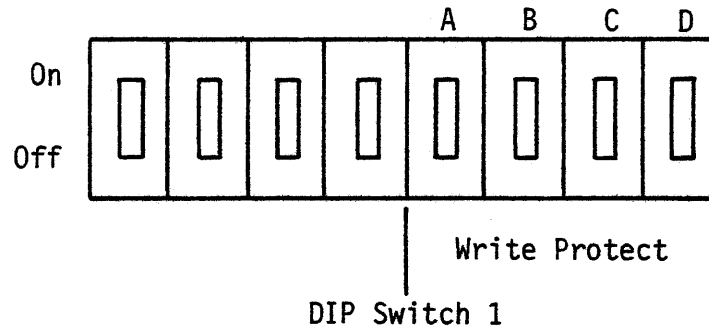 A B C D
On
Off
Write Protect
DIP Switch 1